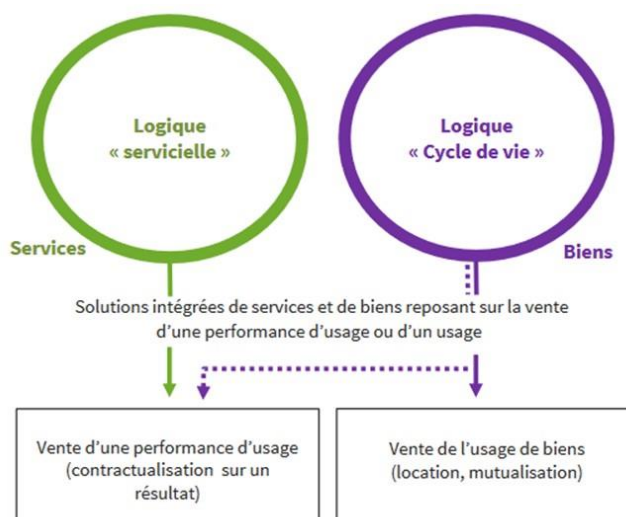 Logique
« servicielle »
Logique
« Cycle de vie »
Services
Biens
Solutions intégrées de services et de biens reposant sur la vente
d’une performance d’usage ou d’un usage
Vente d’une performance d’usage
(contractualisation sur un
résultat)
Vente de l’usage de biens
(location, mutualisation)